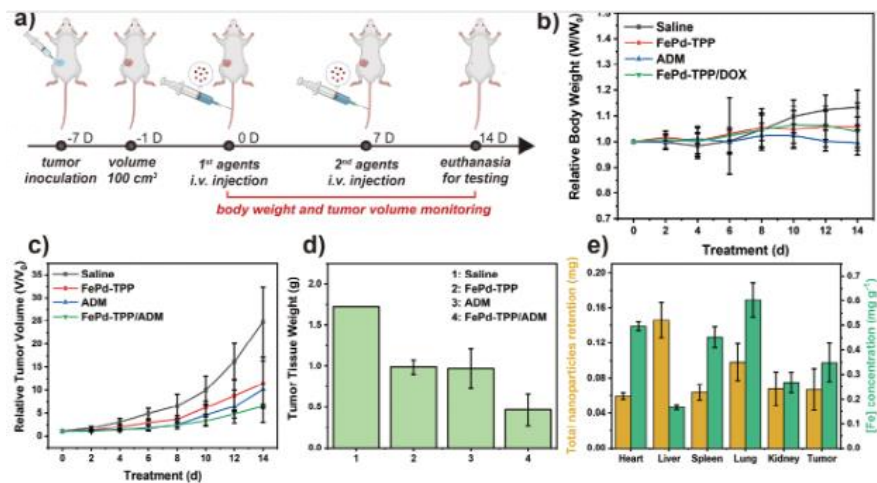 a)
-7 D
-1 D
0 D
7 D
14 D
tumor inoculation
volume 100 cm³
1st agents i.v. injection
2nd agents i.v. injection
euthanasia for testing
body weight and tumor volume monitoring
b)
Relative Body Weight (W/W₀)
1.5
1.4
1.3
1.2
1.1
1.0
0.9
0.8
0.7
Saline
FePd-TPP
ADM
FePd-TPP/DOX
0 2 4 6 8 10 12 14
Treatment (d)
c)
Relative Tumor Volume (V/V₀)
35
30
25
20
15
10
5
0
Saline
FePd-TPP
ADM
FePd-TPP/ADM
0 2 4 6 8 10 12 14
Treatment (d)
d)
Tumor Tissue Weight (g)
2.0
1.5
1.0
0.5
0.0
1: Saline
2: FePd-TPP
3: ADM
4: FePd-TPP/ADM
1 2 3 4
e)
Total nanoparticles retention (mg)
0.20
0.16
0.12
0.08
0.04
0.00
Heart Liver Spleen Lung Kidney Tumor
0.7
0.6
0.5
0.4
0.3
0.2
0.1
0.0
[Fe] concentration (mg g⁻¹)